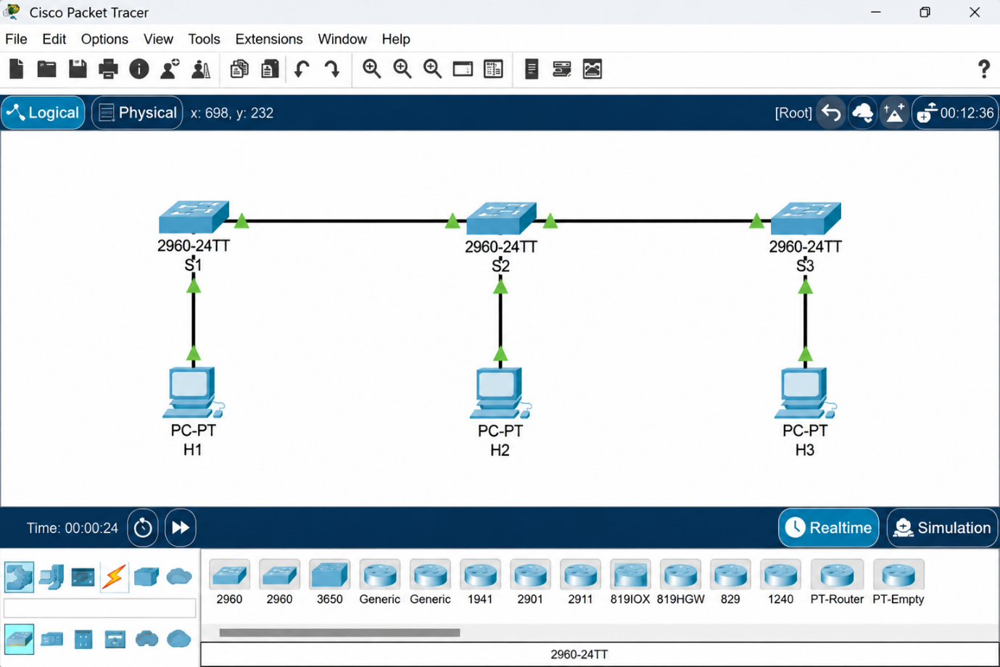 Cisco Packet Tracer
File Edit Options View Tools Extensions Window Help
?
Logical Physical x: 698, y: 232 [Root] 00:12:36
2960-24TT
S1
2960-24TT
S2
2960-24TT
S3
PC-PT
H1
PC-PT
H2
PC-PT
H3
Time: 00:00:24 Realtime Simulation
2960 2960 3650 Generic Generic 1941 2901 2911 819IOX 819HGW 829 1240 PT-Router PT-Empty
2960-24TT